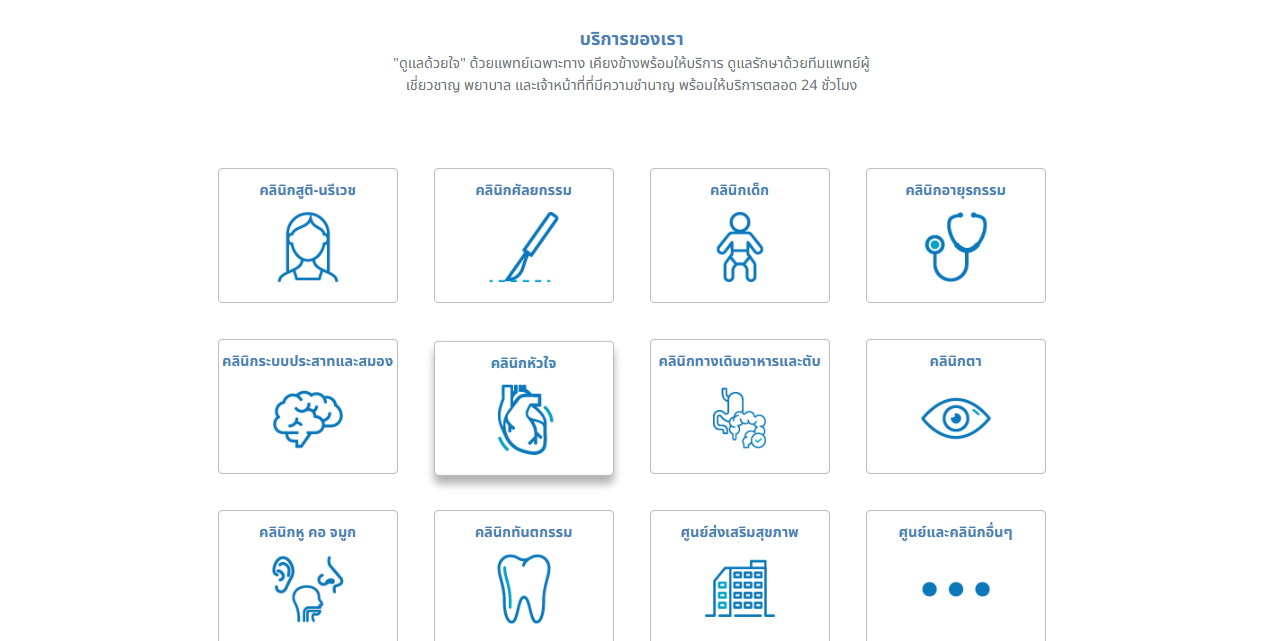 บริการของเรา
"ดูแลด้วยใจ" ด้วยแพทย์เฉพาะทาง เคียงข้างพร้อมให้บริการ ดูแลรักษาด้วยทีมแพทย์ผู้
เชี่ยวชาญ พยาบาล และเจ้าหน้าที่ที่มีความชำนาญ พร้อมให้บริการตลอด 24 ชั่วโมง
คลินิกสูติ-นรีเวช
คลินิกศัลยกรรม
คลินิกเด็ก
คลินิกอายุรกรรม
คลินิกระบบประสาทและสมอง
คลินิกหัวใจ
คลินิกทางเดินอาหารและตับ
คลินิกตา
คลินิกหู คอ จมูก
คลินิกทันตกรรม
ศูนย์ส่งเสริมสุขภาพ
ศูนย์และคลินิกอื่นๆ